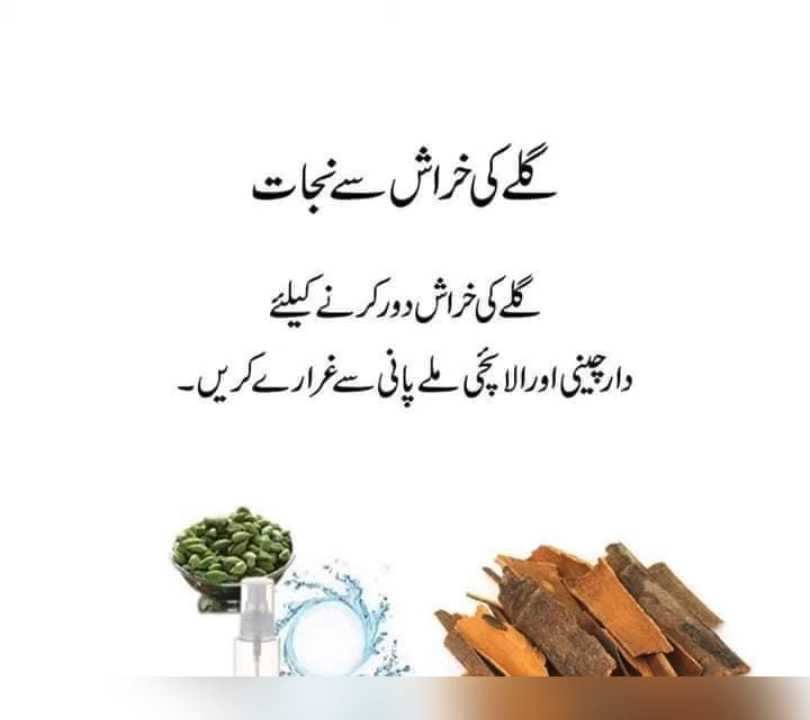 گلے کی خراش سے نجات
گلے کی خراش دور کرنے کیلئے
دار چینی اور الائچی ملے پانی سے غرارے کریں۔